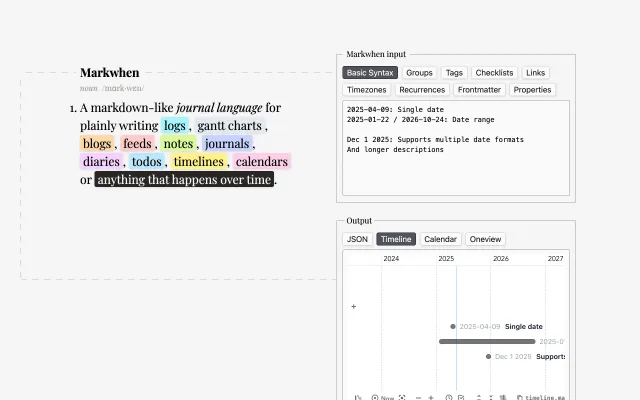 Markwhen
noun /mɑrk·wɛn/
1. A markdown-like journal language for
plainly writing logs, gantt charts,
blogs, feeds, notes, journals,
diaries, todos, timelines, calendars
or anything that happens over time.
Markwhen input
Basic Syntax Groups Tags Checklists Links
Timezones Recurrences Frontmatter Properties
2025-04-09: Single date
2025-01-22 / 2026-10-24: Date range
Dec 1 2025: Supports multiple date formats
And longer descriptions
Output
JSON Timeline Calendar Oneview
2024 2025 2026 2027
+
2025-04-09 Single date
2025-0
Dec 1 2025 Supports
Now
timeline.ma